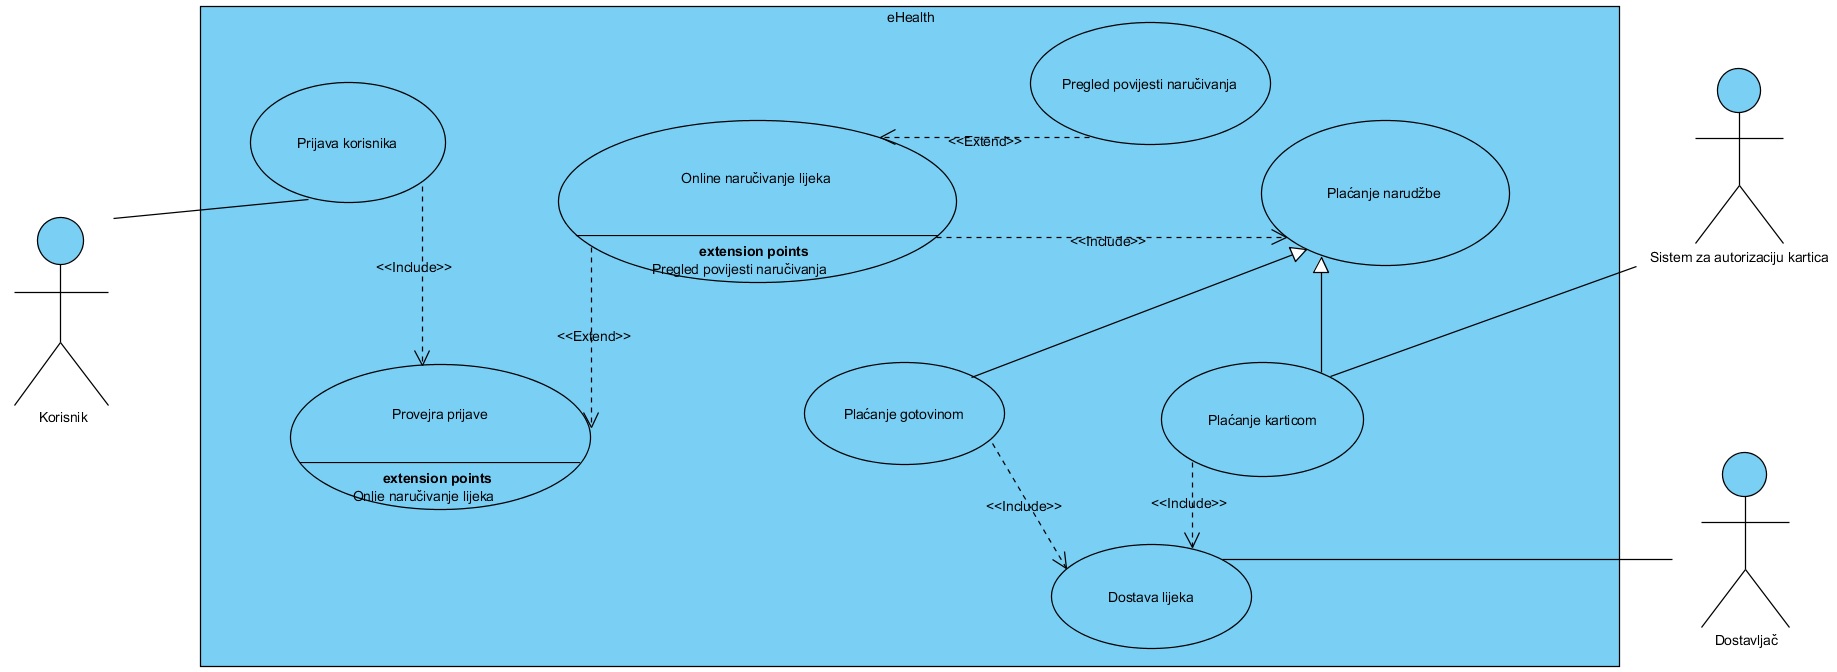 eHealth
Pregled povijesti naručivanja
Prijava korisnika
<<Extend>>
Online naručivanje lijeka
Plaćanje narudžbe
<<Include>>
extension points
Pregled povijesti naručivanja
Sistem za autorizaciju kartica
<<Include>>
<<Extend>>
Korisnik
Provejra prijave
Plaćanje gotovinom
Plaćanje karticom
extension points
Onlie naručivanje lijeka
<<Include>>
<<Include>>
Dostava lijeka
Dostavljač